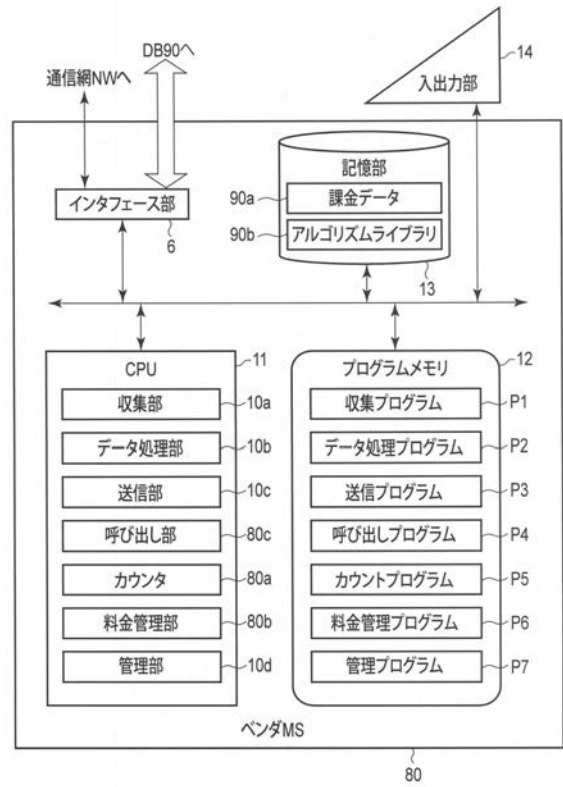 DB90へ
通信網NWへ
14
入出力部
記憶部
90a
課金データ
インタフェース部
6
90b
アルゴリズムライブラリ
13
11
CPU
収集部
10a
データ処理部
10b
送信部
10c
呼び出し部
80c
カウンタ
80a
料金管理部
80b
管理部
10d
12
プログラムメモリ
収集プログラム
P1
データ処理プログラム
P2
送信プログラム
P3
呼び出しプログラム
P4
カウントプログラム
P5
料金管理プログラム
P6
管理プログラム
P7
ベンダMS
80